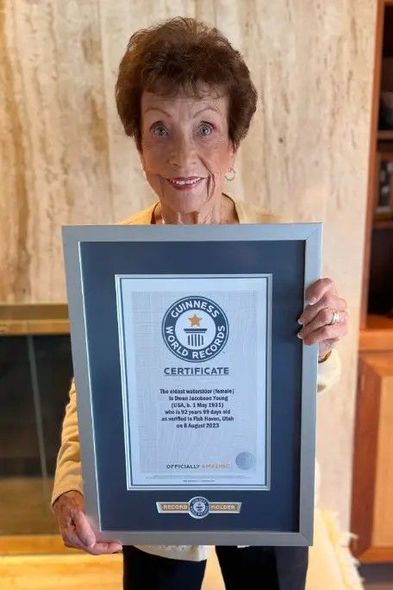 GUINNESS
WORLD RECORDS
CERTIFICATE
The oldest waterskier (female)
is Dwan Jacobsen Young
(USA, b. 1 May 1931)
who is 92 years 99 days old
as verified in Fish Haven, Utah
on 8 August 2023
OFFICIALLY AMAZING
RECORD HOLDER